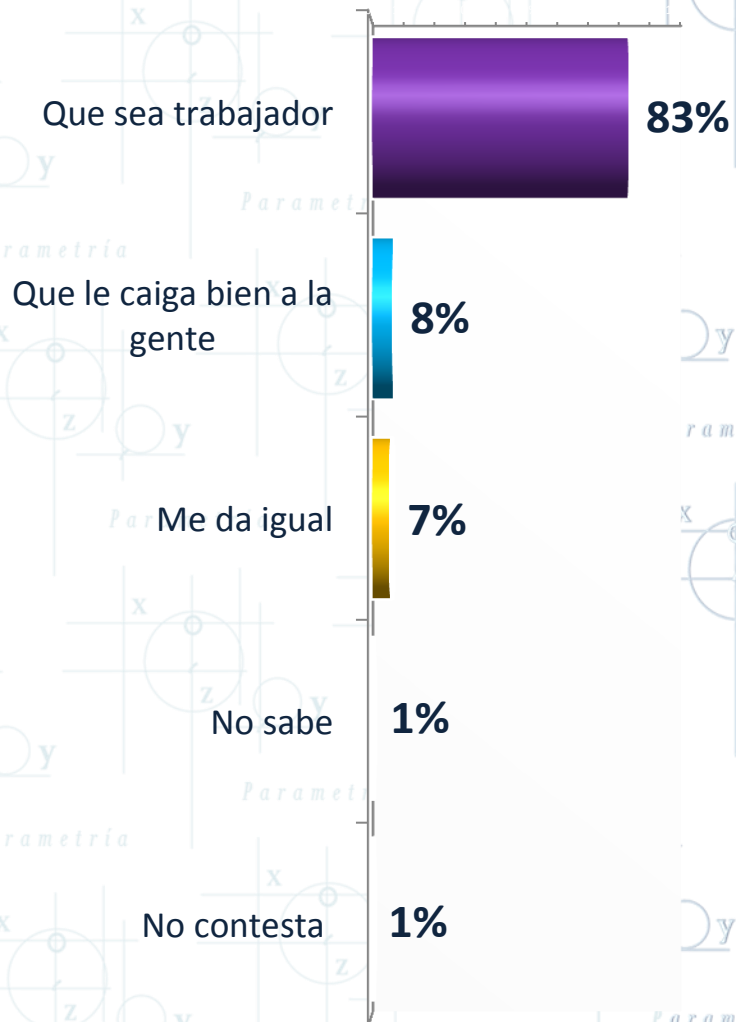 Que sea trabajador
83%
Que le caiga bien a la
gente
8%
Me da igual
7%
No sabe
1%
No contesta
1%